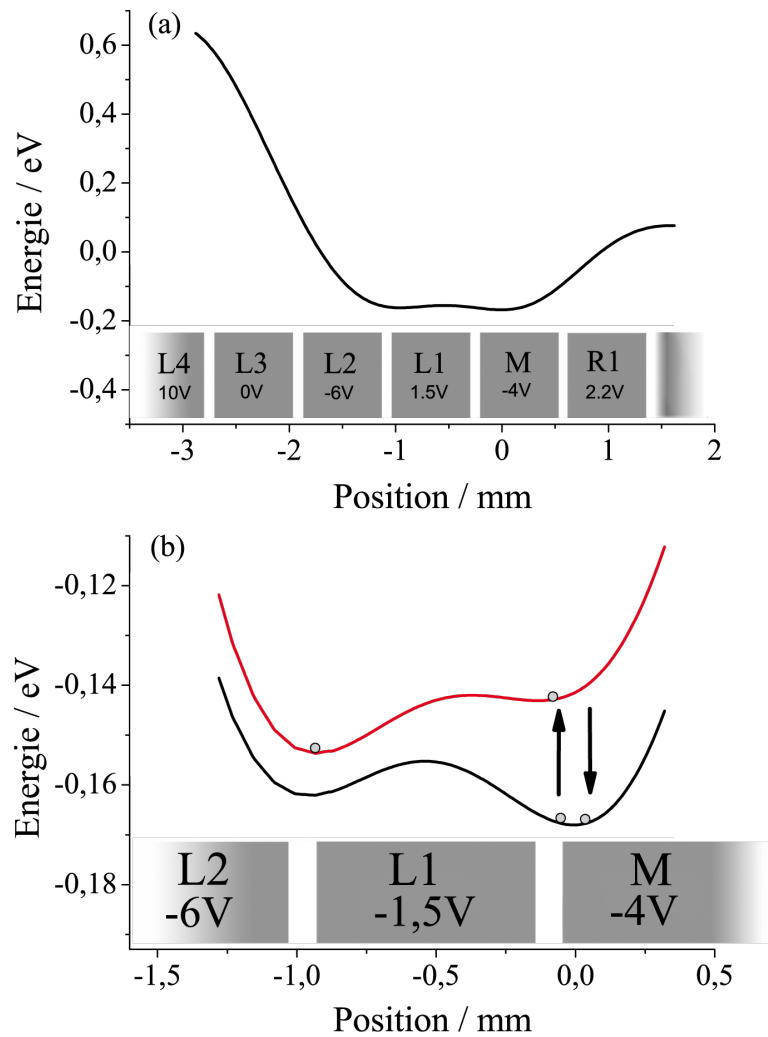 (a)
0,6
0,4
0,2
0,0
-0,2
-0,4
Energie / eV
L4 L3 L2 L1 M R1
10V 0V -6V 1.5V -4V 2.2V
-3 -2 -1 0 1 2
Position / mm
(b)
-0,12
-0,14
-0,16
-0,18
Energie / eV
L2 L1 M
-6V -1,5V -4V
-1,5 -1,0 -0,5 0,0 0,5
Position / mm